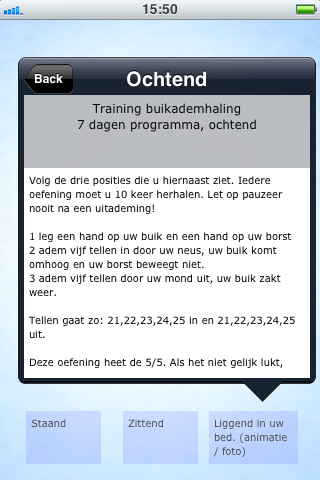 15:50
Back
Ochtend
Training buikademhaling
7 dagen programma, ochtend
Volg de drie posities die u hiernaast ziet. Iedere
oefening moet u 10 keer herhalen. Let op pauzeer
nooit na een uitademing!
1 leg een hand op uw buik en een hand op uw borst
2 adem vijf tellen in door uw neus, uw buik komt
omhoog en uw borst beweegt niet.
3 adem vijf tellen door uw mond uit, uw buik zakt
weer.
Tellen gaat zo: 21,22,23,24,25 in en 21,22,23,24,25
uit.
Deze oefening heet de 5/5. Als het niet gelijk lukt,
Staand
Zittend
Liggend in uw
bed. (animatie
/ foto)